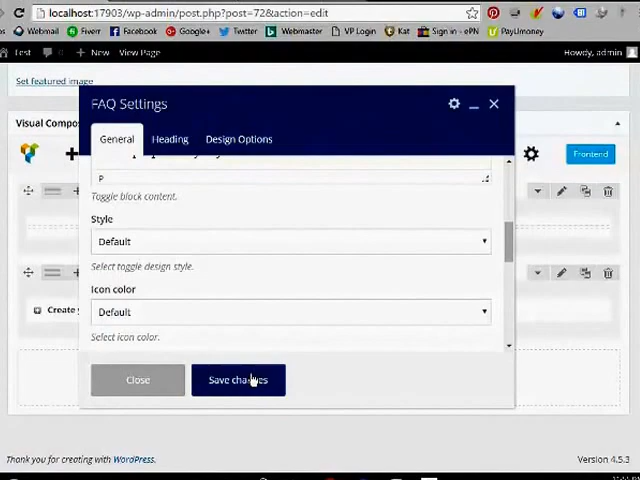 localhost:17903/wp-admin/post.php?post=72&action=edit
Webmail Fiverr Facebook Google+ Twitter Webmaster VP Login Kat Sign in - ePN PayUmoney
Test + New View Page Howdy, admin
Set featured image
FAQ Settings
Visual Compos
General Heading Design Options
Frontend
P
Toggle block content.
Style
Default
Select toggle design style.
Icon color
Create
Default
Select icon color.
Close Save changes
Thank you for creating with WordPress. Version 4.5.3